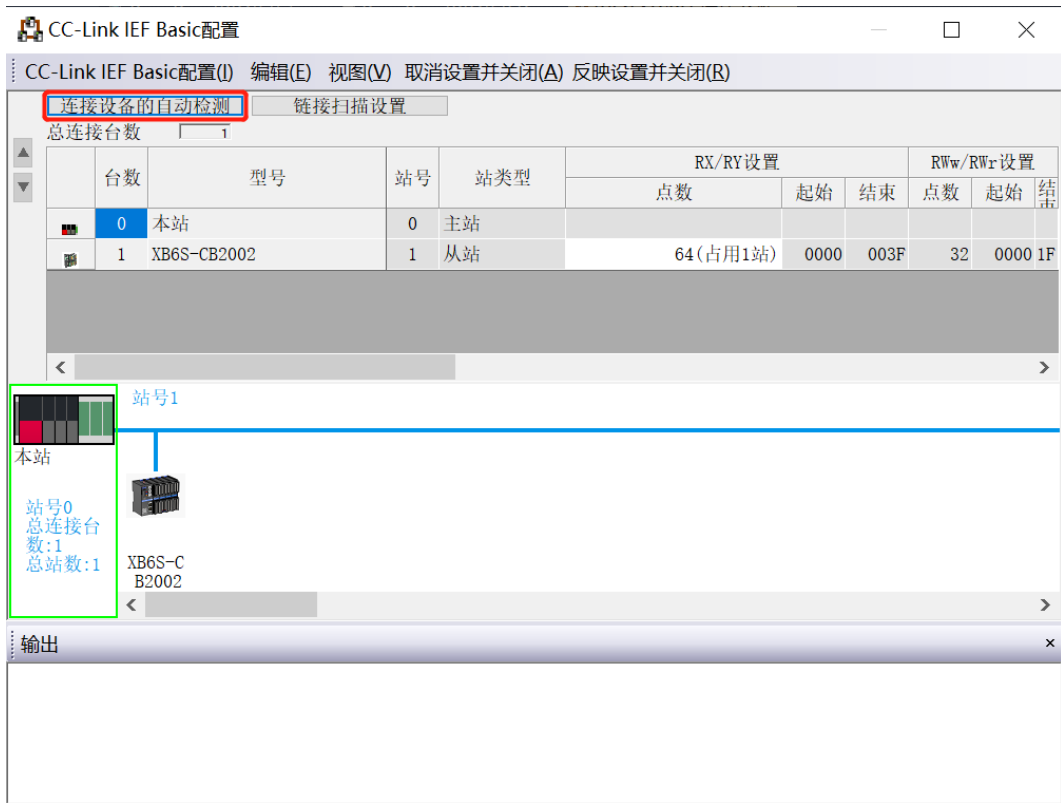 CC-Link IEF Basic配置
CC-Link IEF Basic配置(I) 编辑(E) 视图(V) 取消设置并关闭(A) 反映设置并关闭(R)
连接设备的自动检测 链接扫描设置
总连接台数 1
台数 型号 站号 站类型 RX/RY设置 RWw/RWr设置
点数 起始 结束 点数 起始 结束
0 本站 0 主站
1 XB6S-CB2002 1 从站 64(占用1站) 0000 003F 32 0000 1F
站号1
本站
站号0
总连接台
数:1
总站数:1
XB6S-C
B2002
输出